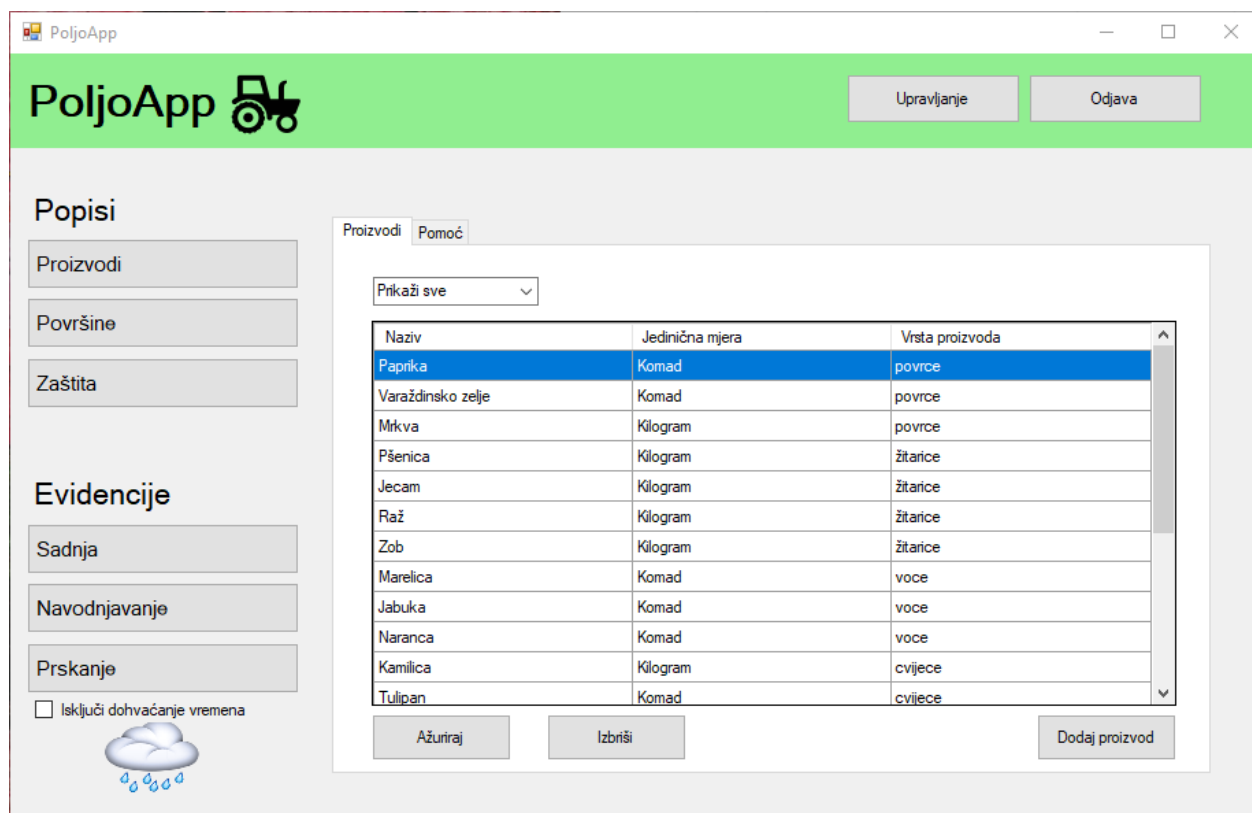 PoljoApp
PoljoApp
Upravljanje
Odjava
Popisi
Proizvodi
Površine
Zaštita
Evidencije
Sadnja
Navodnjavanje
Prskanje
Isključi dohvaćanje vremena
Proizvodi Pomoć
Prikaži sve
Naziv Jedinična mjera Vrsta proizvoda
Paprika Komad povrce
Varaždinsko zelje Komad povrce
Mrkva Kilogram povrce
Pšenica Kilogram žitarice
Jecam Kilogram žitarice
Raž Kilogram žitarice
Zob Kilogram žitarice
Marelica Komad voce
Jabuka Komad voce
Naranca Komad voce
Kamilica Kilogram cvijece
Tulipan Komad cvijece
Ažuriraj Izbriši Dodaj proizvod